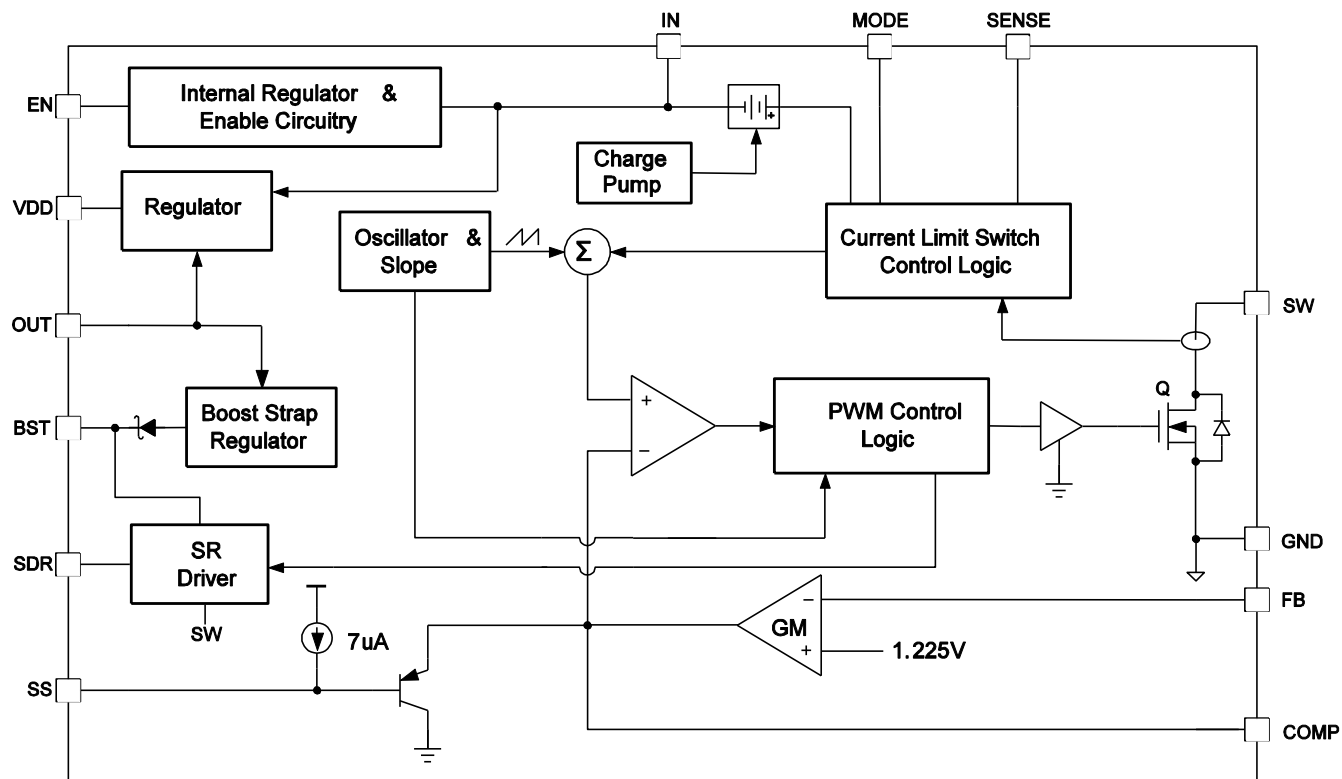 IN
MODE
SENSE
EN
Internal Regulator &
Enable Circuitry
+
Charge
Pump
VDD
Regulator
Oscillator &
Slope
Σ
Current Limit Switch
Control Logic
SW
OUT
BST
Boost Strap
Regulator
+
−
PWM Control
Logic
Q
SDR
SR
Driver
SW
GND
FB
−
GM
+
1.225V
7uA
SS
COMP